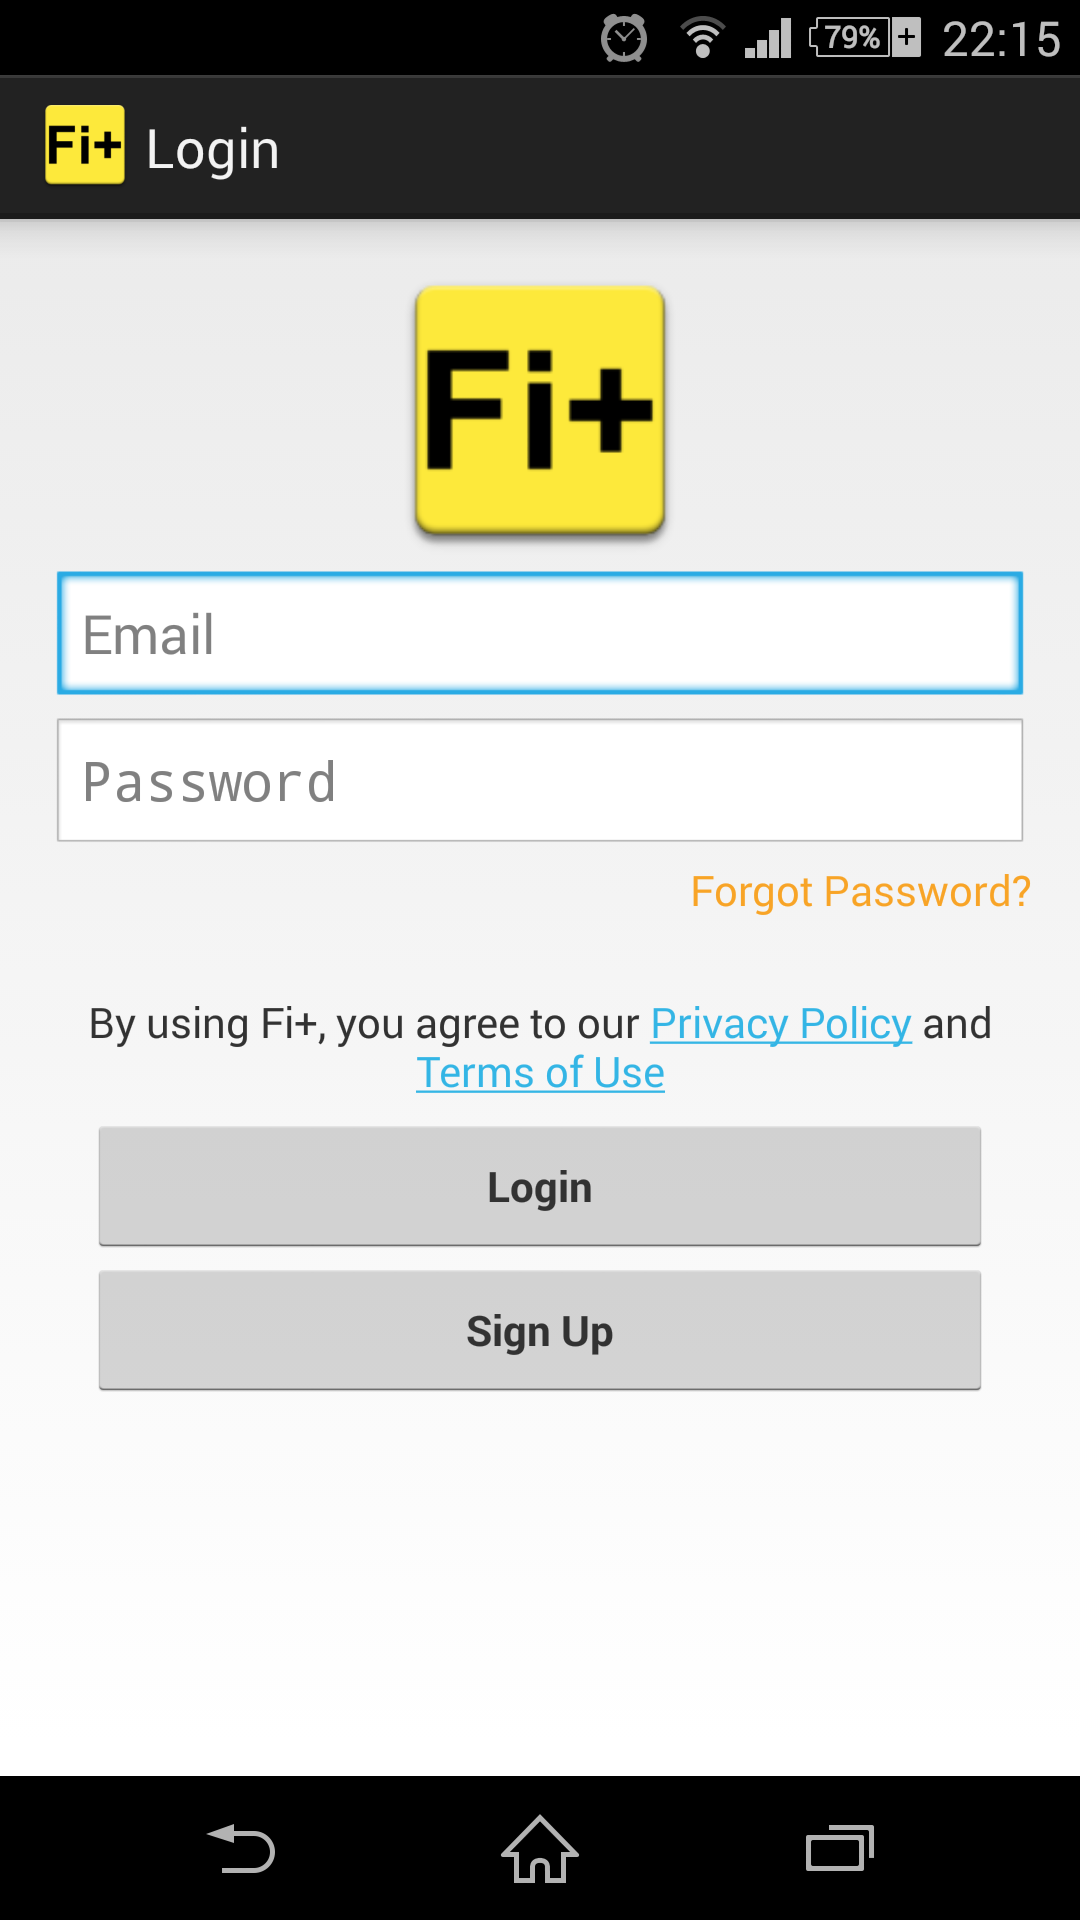 79% 22:15
Fi+ Login
Fi+
Email
Password
Forgot Password?
By using Fi+, you agree to our Privacy Policy and
Terms of Use
Login
Sign Up